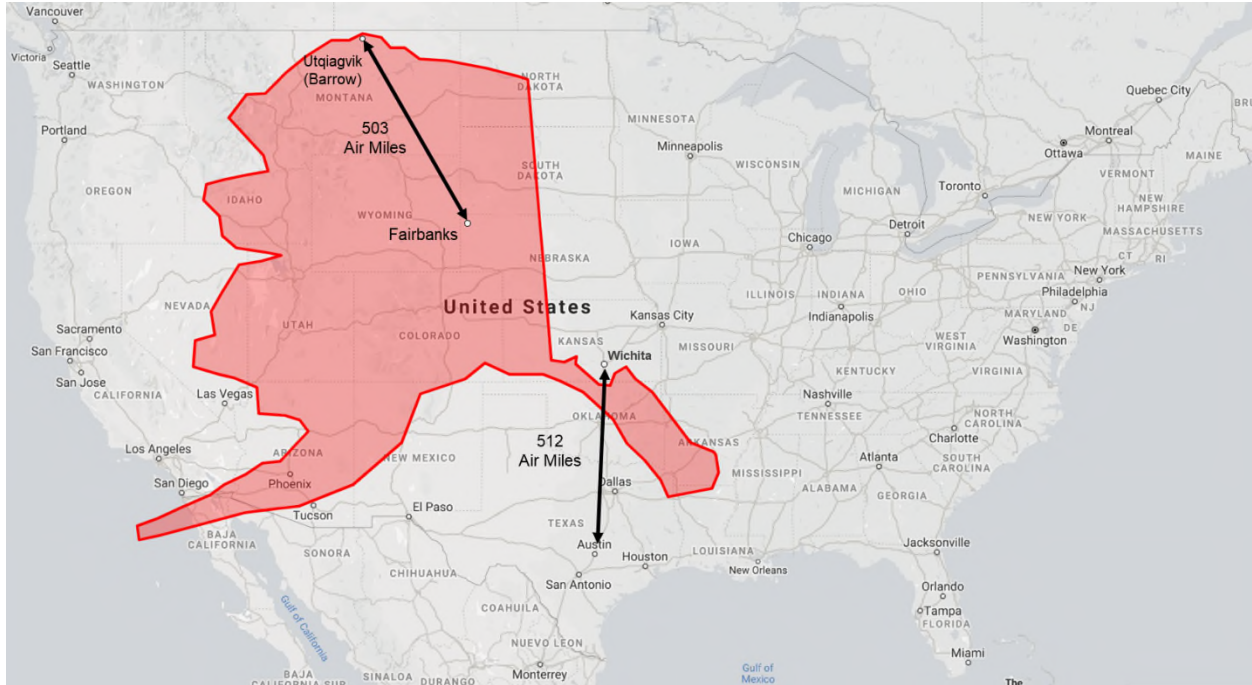 Vancouver
Victoria
Seattle
WASHINGTON
Portland
OREGON
Utqiagvik
(Barrow)
MONTANA
NORTH
DAKOTA
MINNESOTA
Minneapolis
503
Air Miles
SOUTH
DAKOTA
WISCONSIN
MICHIGAN
Toronto
Ottawa
Montreal
Quebec City
MAINE
VERMONT
NEW
HAMPSHIRE
NEW YORK
MASSACHUSETTS
CT
RI
IDAHO
WYOMING
Fairbanks
IOWA
Chicago
Detroit
NEBRASKA
PENNSYLVANIA
New York
Philadelphia
NEVADA
United States
ILLINOIS
INDIANA
OHIO
Indianapolis
MARYLAND
NJ
DE
Washington
Sacramento
San Francisco
San Jose
CALIFORNIA
UTAH
COLORADO
KANSAS
Kansas City
MISSOURI
WEST
VIRGINIA
VIRGINIA
KENTUCKY
Wichita
Las Vegas
Nashville
TENNESSEE
NORTH
CAROLINA
Charlotte
OKLAHOMA
ARKANSAS
512
Air Miles
Los Angeles
ARIZONA
NEW MEXICO
Phoenix
San Diego
Tucson
El Paso
Dallas
MISSISSIPPI
ALABAMA
Atlanta
SOUTH
CAROLINA
GEORGIA
BAJA
CALIFORNIA
SONORA
CHIHUAHUA
TEXAS
Austin
Houston
San Antonio
LOUISIANA
New Orleans
Jacksonville
Orlando
Tampa
FLORIDA
Miami
Gulf of California
COAHUILA
NUEVO LEON
Monterrey
BAJA
CALIFORNIA SUR
SINALOA
DURANGO
Gulf of
Mexico
The